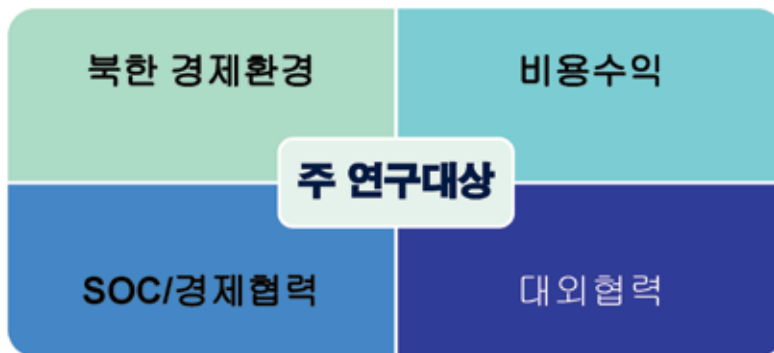 북한 경제환경
비용수익
주 연구대상
SOC/경제협력
대외협력